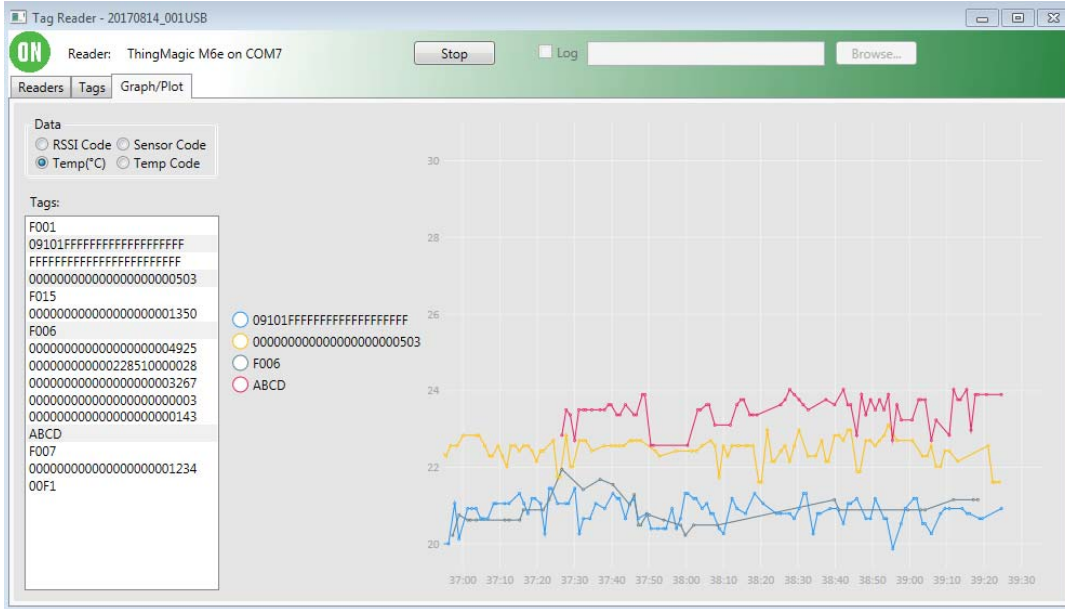 Tag Reader - 20170814_001USB
ON
Reader: ThingMagic M6e on COM7
Stop
Log
Browse...
Readers Tags Graph/Plot
Data
RSSI Code Sensor Code
Temp(°C) Temp Code
Tags:
F001
09101FFFFFFFFFFFFFFFFFFF
FFFFFFFFFFFFFFFFFFFFFFFF
000000000000000000000503
F015
000000000000000000001350
F006
000000000000000000004925
000000000000228510000028
000000000000000000003267
000000000000000000000003
000000000000000000000143
ABCD
F007
000000000000000000001234
00F1
09101FFFFFFFFFFFFFFFFFFF
000000000000000000000503
F006
ABCD
30
28
26
24
22
20
37:00 37:10 37:20 37:30 37:40 37:50 38:00 38:10 38:20 38:30 38:40 38:50 39:00 39:10 39:20 39:30